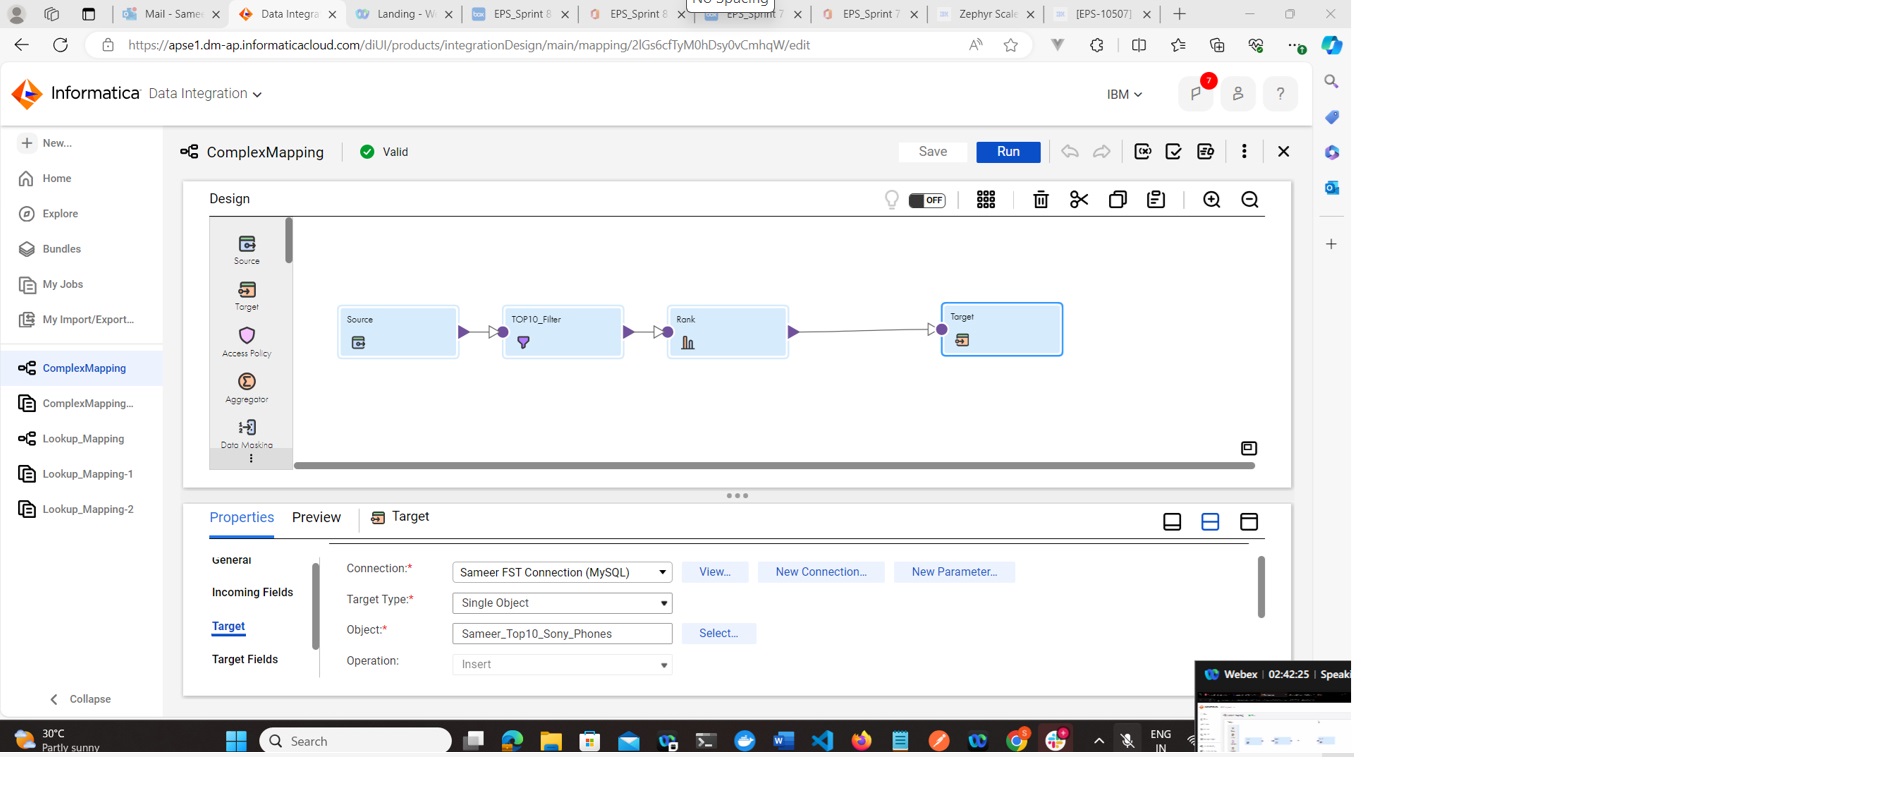 No Spacing
Mail - Same
Data Integra
Landing - W
EPS_Sprint 8
EPS_Sprint 8
EPS_Sprint 7
EPS_Sprint 7
Zephyr Scale
[EPS-10507]
https://apse1.dm-ap.informaticacloud.com/diUI/products/integrationDesign/main/mapping/2lGs6cfTyM0hDsy0vCmhqW/edit
Informatica Data Integration
IBM
7
?
New...
Home
Explore
Bundles
My Jobs
My Import/Export...
ComplexMapping
ComplexMapping...
Lookup_Mapping
Lookup_Mapping-1
Lookup_Mapping-2
Collapse
ComplexMapping
Valid
Save
Run
Design
OFF
Source
Target
Access Policy
Aggregator
Data Masking
Source
TOP10_Filter
Rank
Target
Properties
Preview
Target
General
Incoming Fields
Target
Target Fields
Connection:*
Sameer FST Connection (MySQL)
View...
New Connection...
New Parameter...
Target Type:*
Single Object
Object:*
Sameer_Top10_Sony_Phones
Select...
Operation:
Insert
Webex
02:42:25
Speaki
30°C
Partly sunny
Search
ENG
IN